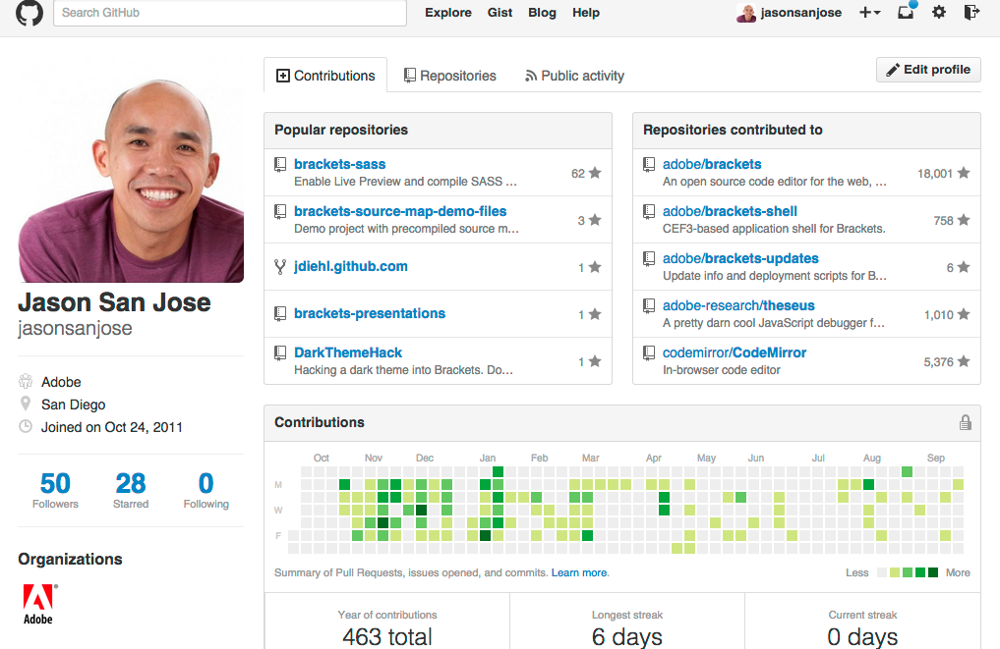 Search GitHub
Explore Gist Blog Help
jasonsanjose
Contributions
Repositories
Public activity
Edit profile
Jason San Jose
jasonsanjose
Adobe
San Diego
Joined on Oct 24, 2011
50 28 0
Followers Starred Following
Organizations
Adobe
Popular repositories
brackets-sass
Enable Live Preview and compile SASS ...
62
brackets-source-map-demo-files
Demo project with precompiled source m...
3
jdiehl.github.com
1
brackets-presentations
1
DarkThemeHack
Hacking a dark theme into Brackets. Do...
1
Repositories contributed to
adobe/brackets
An open source code editor for the web, ...
18,001
adobe/brackets-shell
CEF3-based application shell for Brackets.
758
adobe/brackets-updates
Update info and deployment scripts for B...
6
adobe-research/theseus
A pretty darn cool JavaScript debugger f...
1,010
codemirror/CodeMirror
In-browser code editor
5,376
Contributions
Oct Nov Dec Jan Feb Mar Apr May Jun Jul Aug Sep
M
W
F
Summary of Pull Requests, issues opened, and commits. Learn more.
Less More
Year of contributions
463 total
Longest streak
6 days
Current streak
0 days